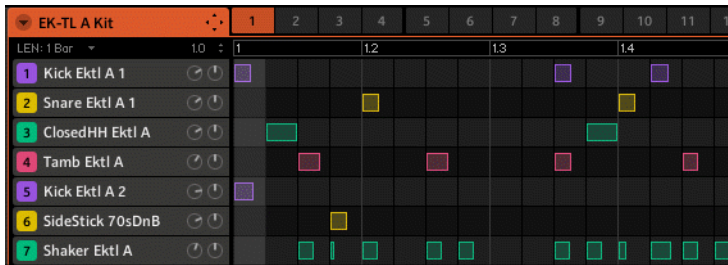 EK-TL A Kit 1 2 3 4 5 6 7 8 9 10 11
LEN: 1 Bar 1.0 1 1.2 1.3 1.4
1 Kick Ektl A 1
2 Snare Ektl A 1
3 ClosedHH Ektl A
4 Tamb Ektl A
5 Kick Ektl A 2
6 SideStick 70sDnB
7 Shaker Ektl A